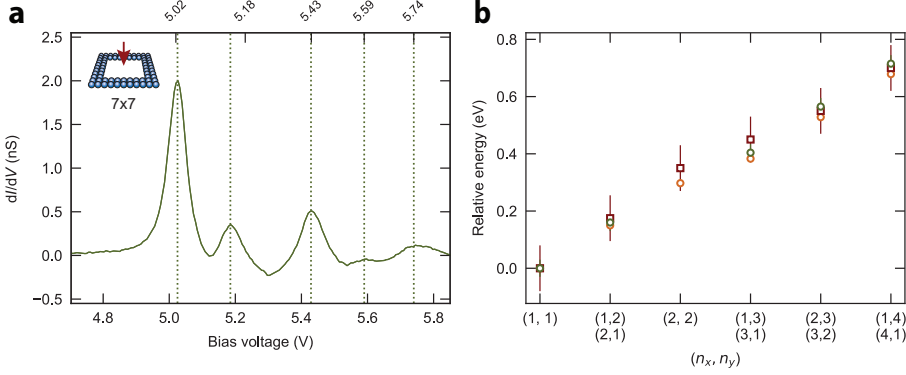 a
5.02 5.18 5.43 5.59 5.74
2.5
2.0
1.5
1.0
0.5
0.0
−0.5
dI/dV (nS)
7x7
4.8 5.0 5.2 5.4 5.6 5.8
Bias voltage (V)
b
0.8
0.6
0.4
0.2
0.0
Relative energy (eV)
(1, 1) (1,2) (2, 2) (1,3) (2,3) (1,4)
(2,1) (3,1) (3,2) (4,1)
(nx, ny)